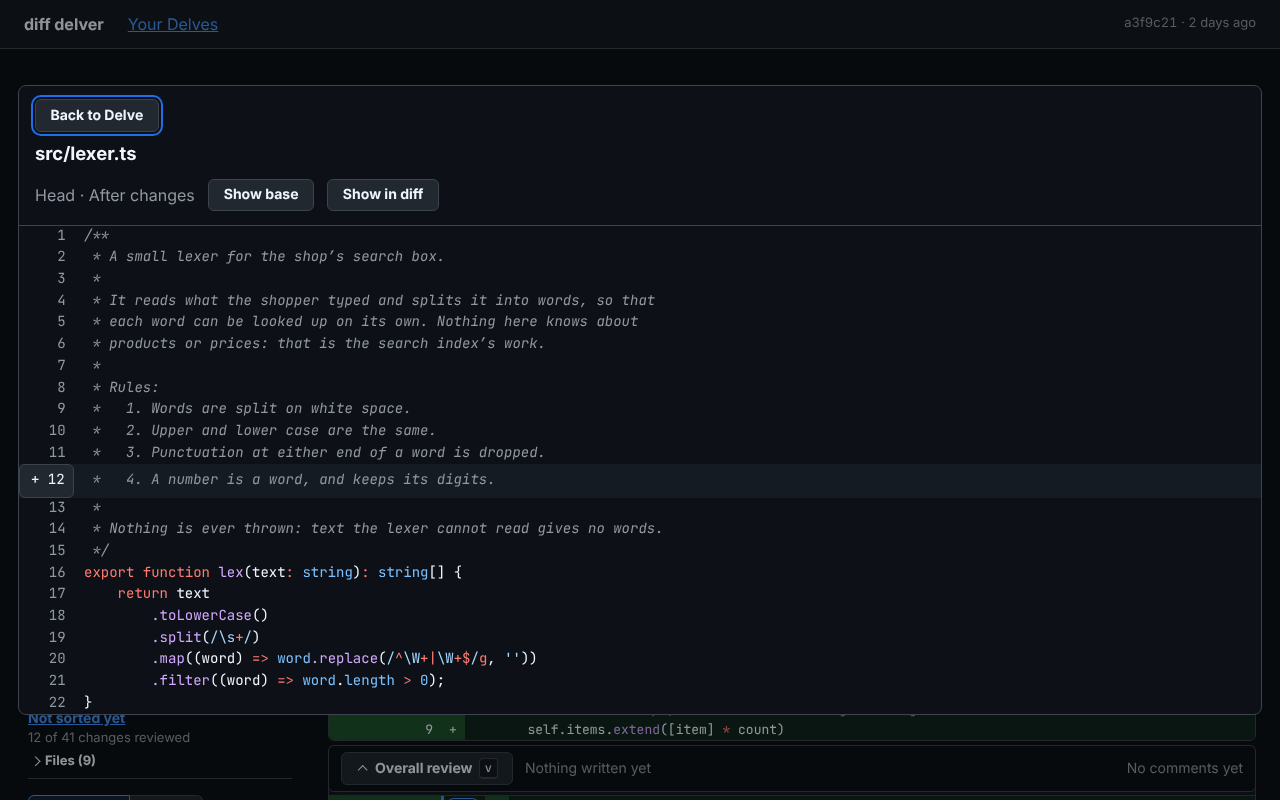 diff delver Your Delves a3f9c21 · 2 days ago
Back to Delve
src/lexer.ts
Head · After changes Show base Show in diff
1 /**
2 * A small lexer for the shop’s search box.
3 *
4 * It reads what the shopper typed and splits it into words, so that
5 * each word can be looked up on its own. Nothing here knows about
6 * products or prices: that is the search index’s work.
7 *
8 * Rules:
9 *   1. Words are split on white space.
10 *   2. Upper and lower case are the same.
11 *   3. Punctuation at either end of a word is dropped.
+ 12 *   4. A number is a word, and keeps its digits.
13 *
14 * Nothing is ever thrown: text the lexer cannot read gives no words.
15 */
16 export function lex(text: string): string[] {
17     return text
18         .toLowerCase()
19         .split(/\s+/)
20         .map((word) => word.replace(/^\W+|\W+$/g, ''))
21         .filter((word) => word.length > 0);
22 }
Not sorted yet
9 + self.items.extend([item] * count)
12 of 41 changes reviewed
Files (9)
Overall review v Nothing written yet No comments yet